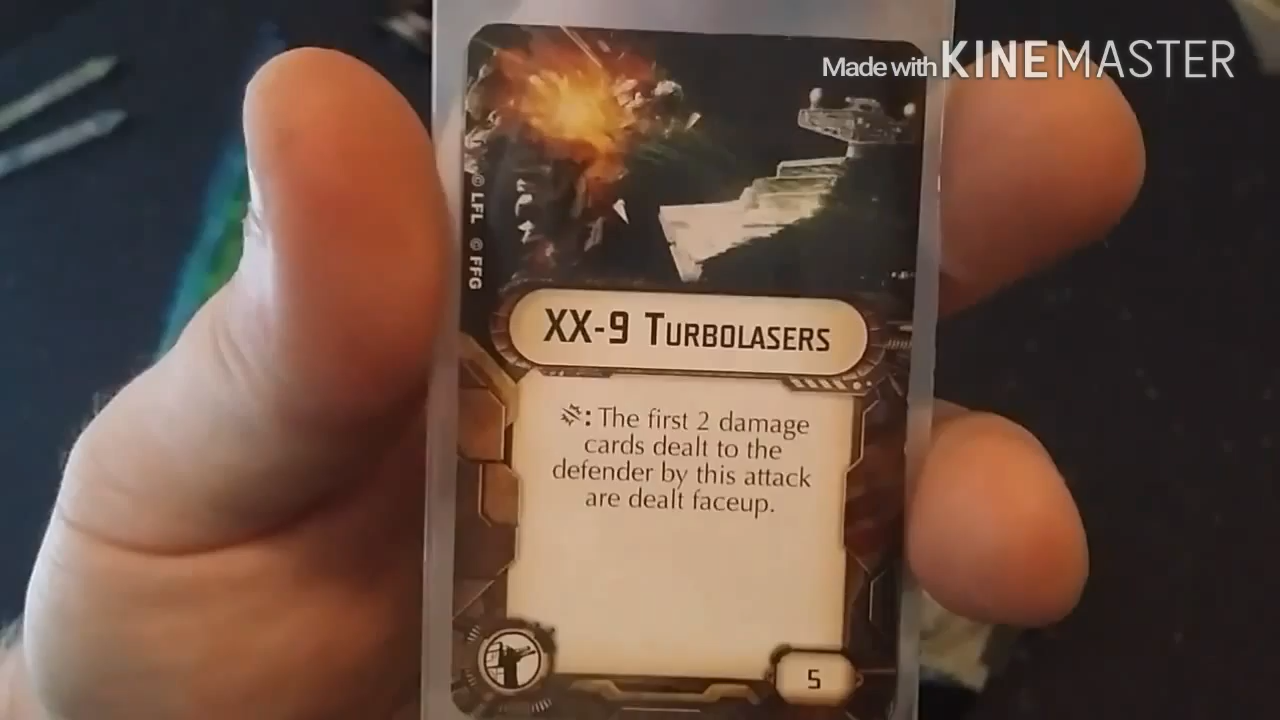 Made with KINEMASTER
© LFL © FFG
XX-9 TURBOLASERS
: The first 2 damage
cards dealt to the
defender by this attack
are dealt faceup.
5